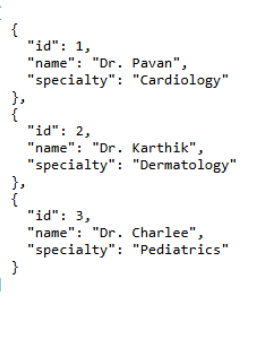 {
"id": 1,
"name": "Dr. Pavan",
"specialty": "Cardiology"
},
{
"id": 2,
"name": "Dr. Karthik",
"specialty": "Dermatology"
},
{
"id": 3,
"name": "Dr. Charlee",
"specialty": "Pediatrics"
}